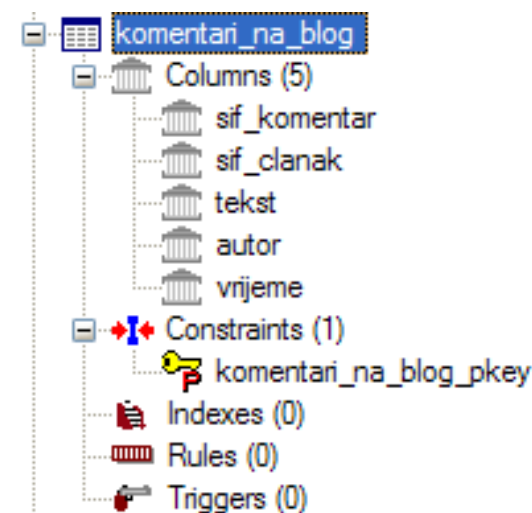 komentari_na_blog
Columns (5)
sif_komentar
sif_clanak
tekst
autor
vrijeme
Constraints (1)
komentari_na_blog_pkey
Indexes (0)
Rules (0)
Triggers (0)